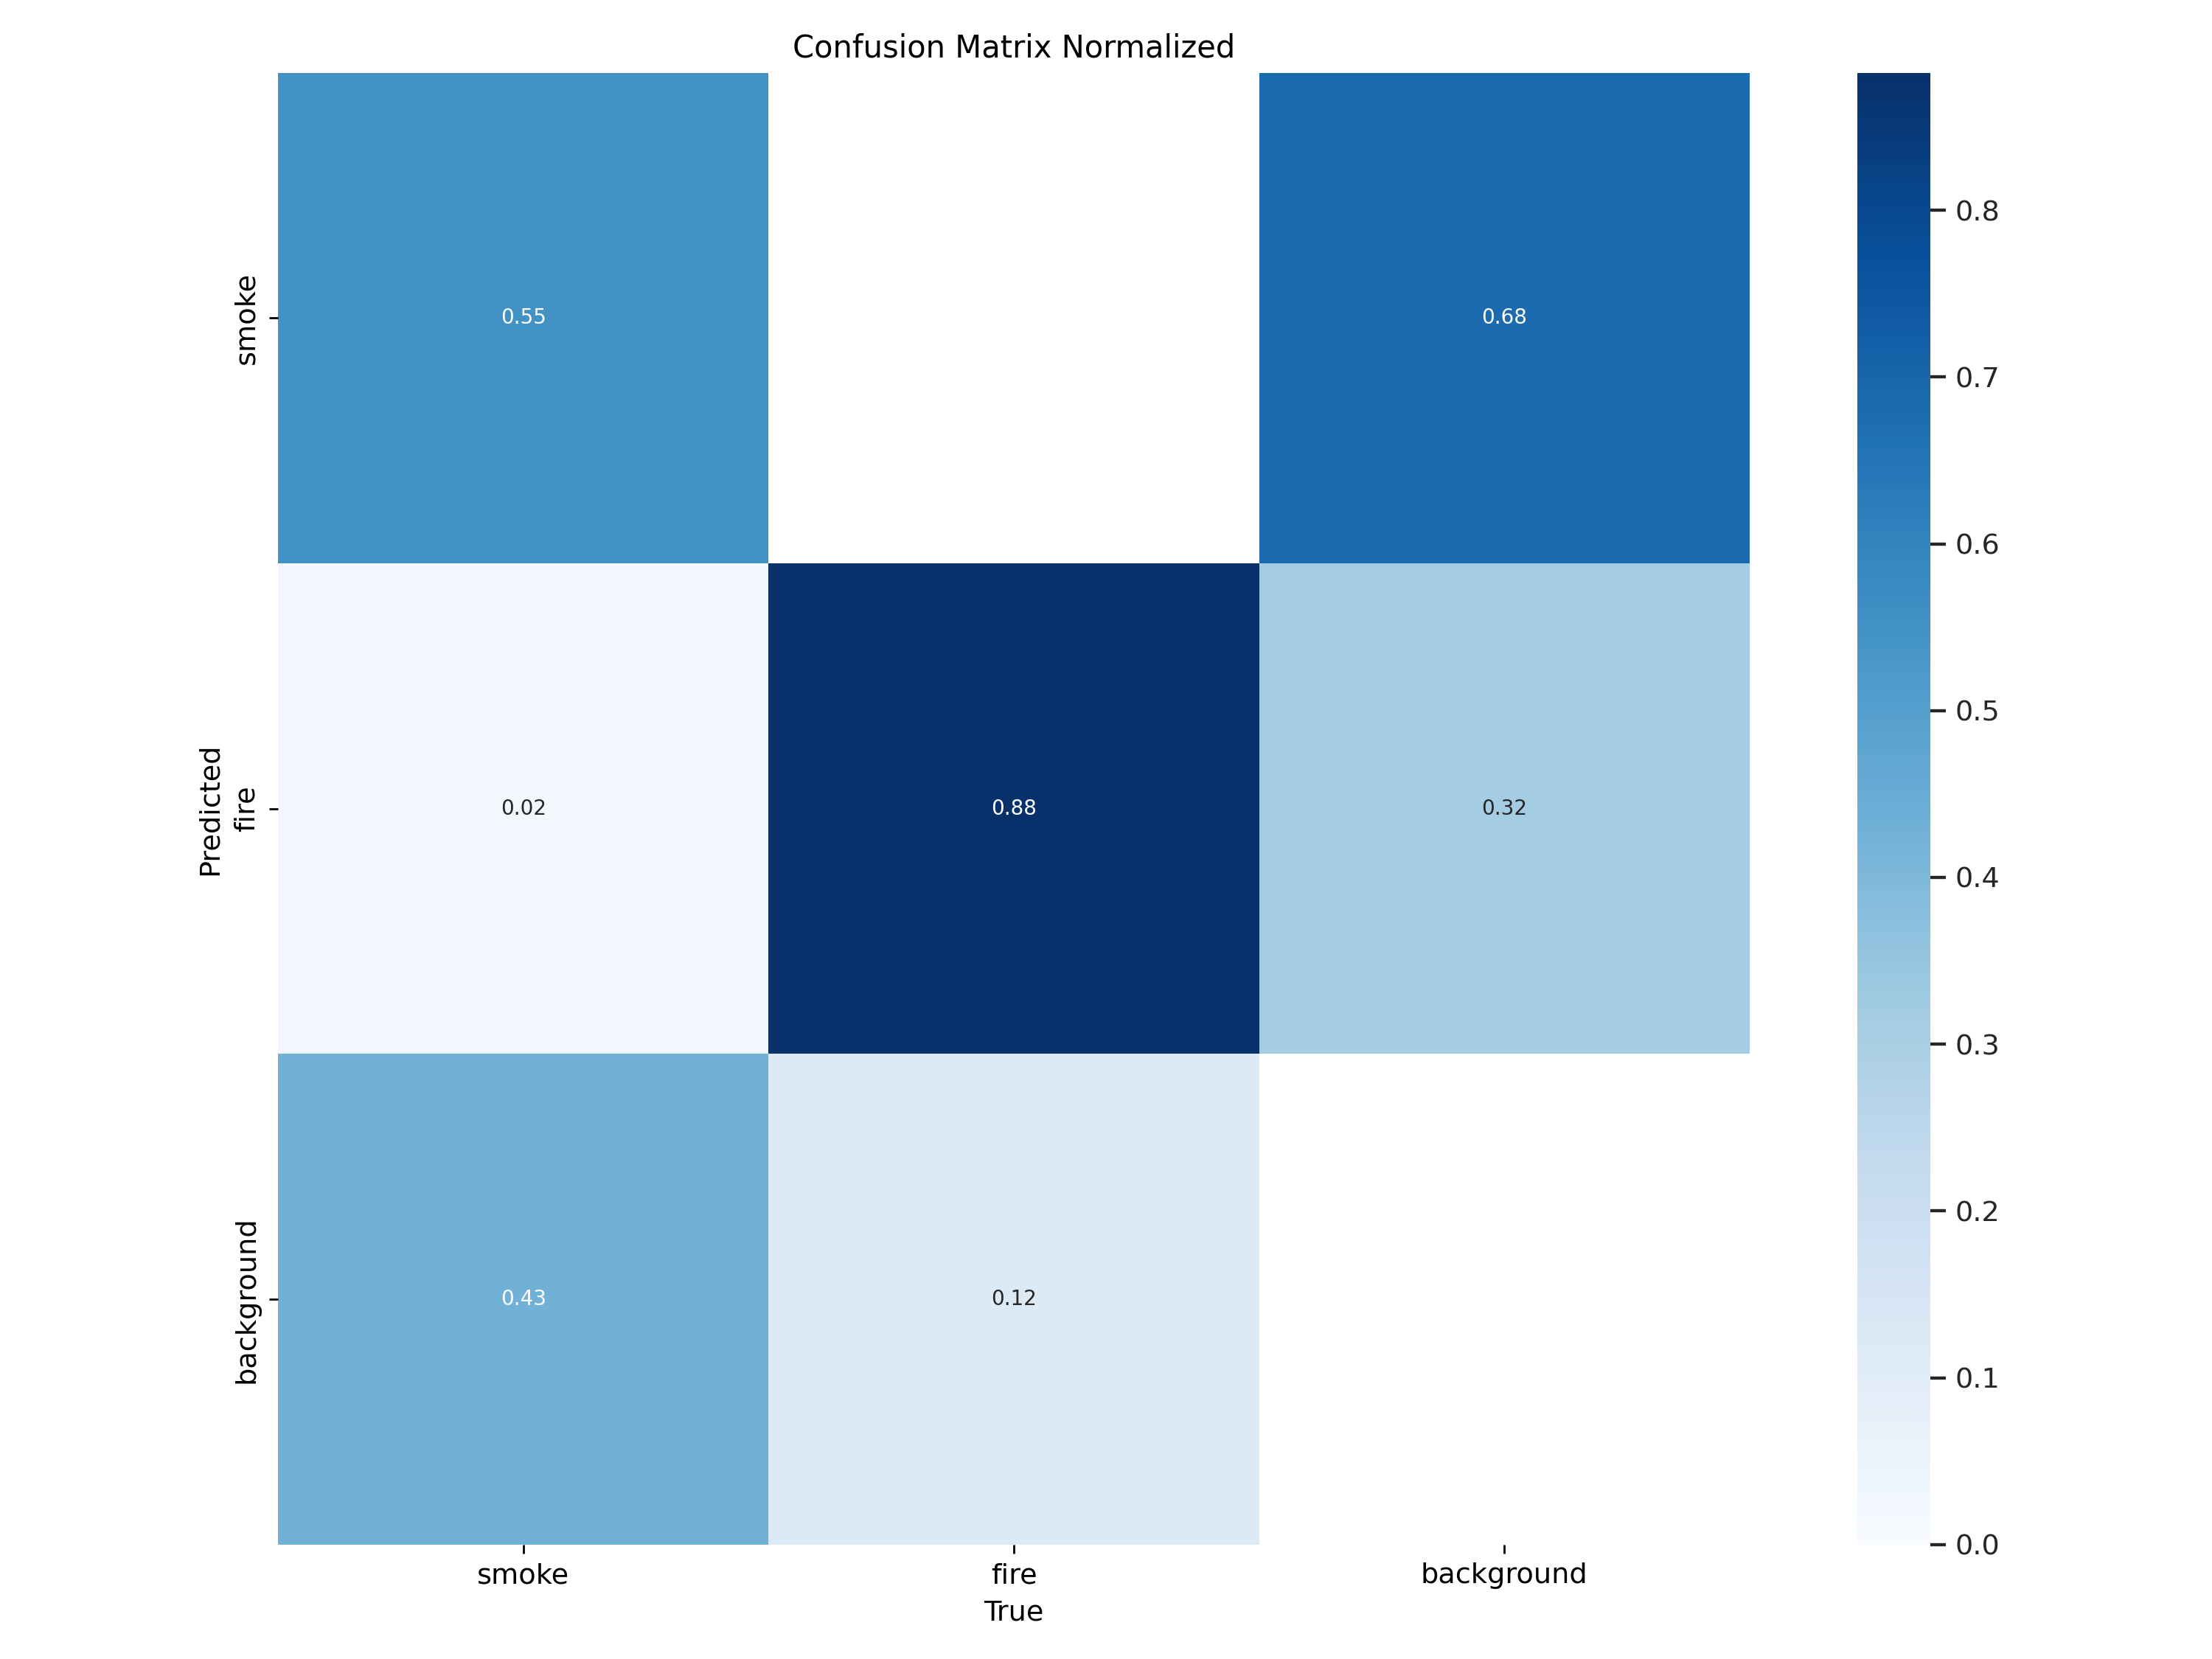 Confusion Matrix Normalized
smoke
0.55
0.68
Predicted
fire
0.02
0.88
0.32
background
0.43
0.12
smoke
fire
background
True
0.8
0.7
0.6
0.5
0.4
0.3
0.2
0.1
0.0